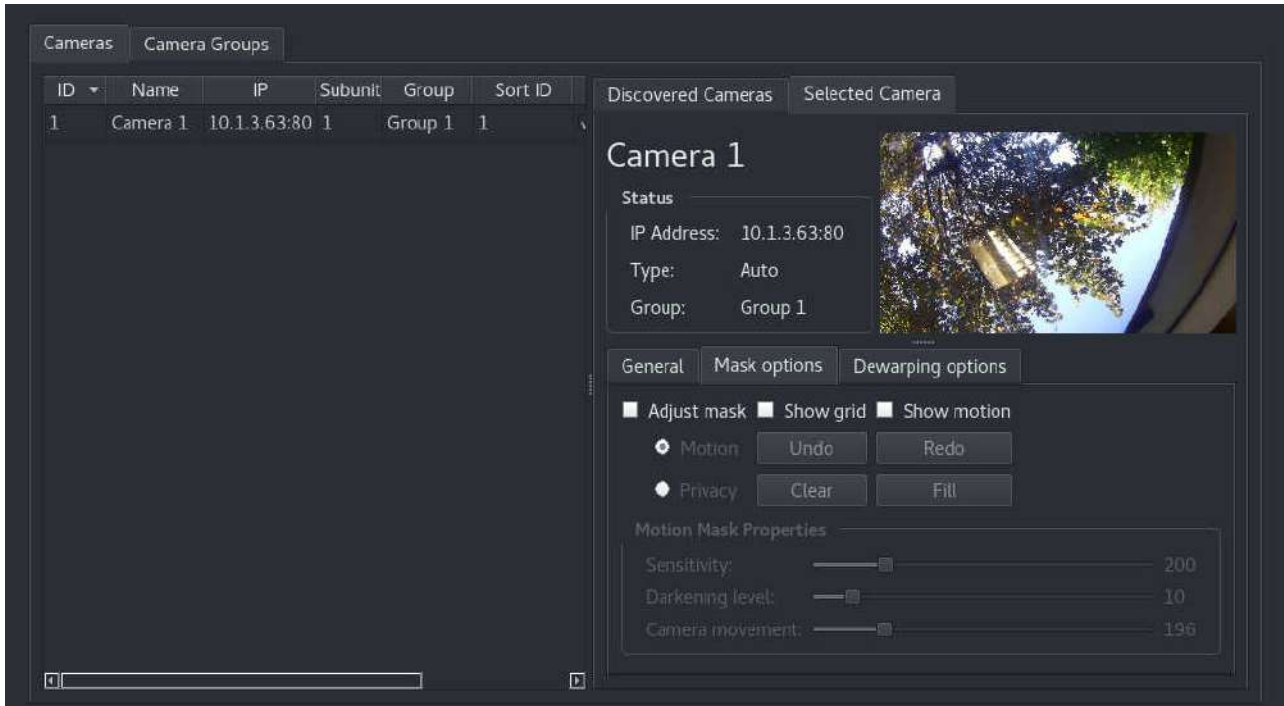 Cameras Camera Groups
ID Name IP Subunit Group Sort ID
1 Camera 1 10.1.3.63:80 1 Group 1 1
Discovered Cameras Selected Camera
Camera 1
Status
IP Address: 10.1.3.63:80
Type: Auto
Group: Group 1
General Mask options Dewarping options
Adjust mask Show grid Show motion
Motion Undo Redo
Privacy Clear Fill
Motion Mask Properties
Sensitivity: 200
Darkening level: 10
Camera movement: 196